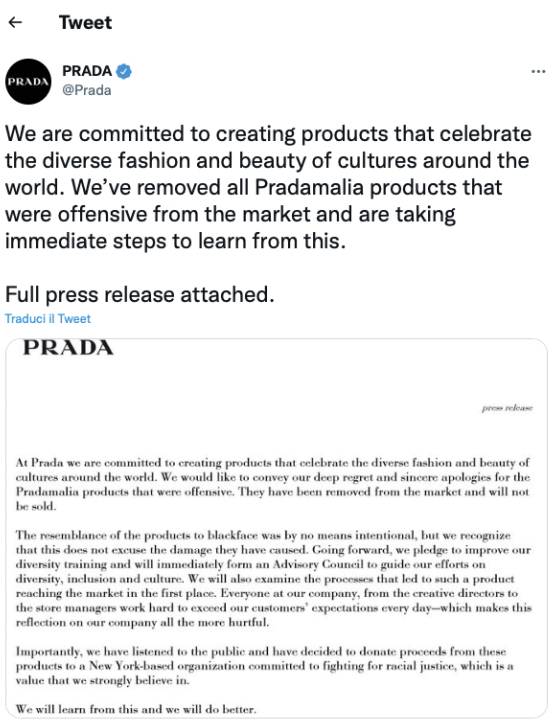 Tweet
PRADA
PRADA
@Prada
We are committed to creating products that celebrate
the diverse fashion and beauty of cultures around the
world. We’ve removed all Pradamalia products that
were offensive from the market and are taking
immediate steps to learn from this.
Full press release attached.
Traduci il Tweet
PRADA
press release
At Prada we are committed to creating products that celebrate the diverse fashion and beauty of
cultures around the world. We would like to convey our deep regret and sincere apologies for the
Pradamalia products that were offensive. They have been removed from the market and will not
be sold.
The resemblance of the products to blackface was by no means intentional, but we recognize
that this does not excuse the damage they have caused. Going forward, we pledge to improve our
diversity training and will immediately form an Advisory Council to guide our efforts on
diversity, inclusion and culture. We will also examine the processes that led to such a product
reaching the market in the first place. Everyone at our company, from the creative directors to
the store managers work hard to exceed our customers’ expectations every day—which makes this
reflection on our company all the more hurtful.
Importantly, we have listened to the public and have decided to donate proceeds from these
products to a New York-based organization committed to fighting for racial justice, which is a
value that we strongly believe in.
We will learn from this and we will do better.